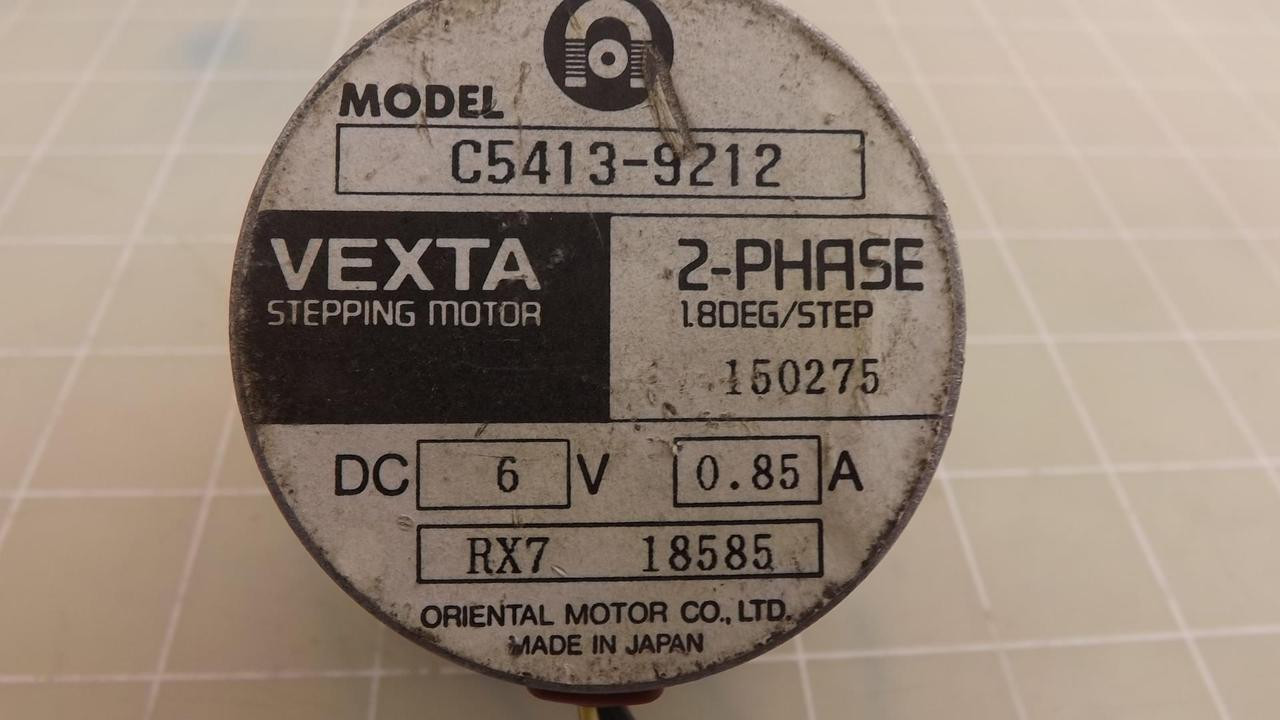 MODEL
C5413-9212
VEXTA
STEPPING MOTOR
2-PHASE
1.8DEG/STEP
150275
DC 6 V 0.85 A
RX7 18585
ORIENTAL MOTOR CO., LTD.
MADE IN JAPAN